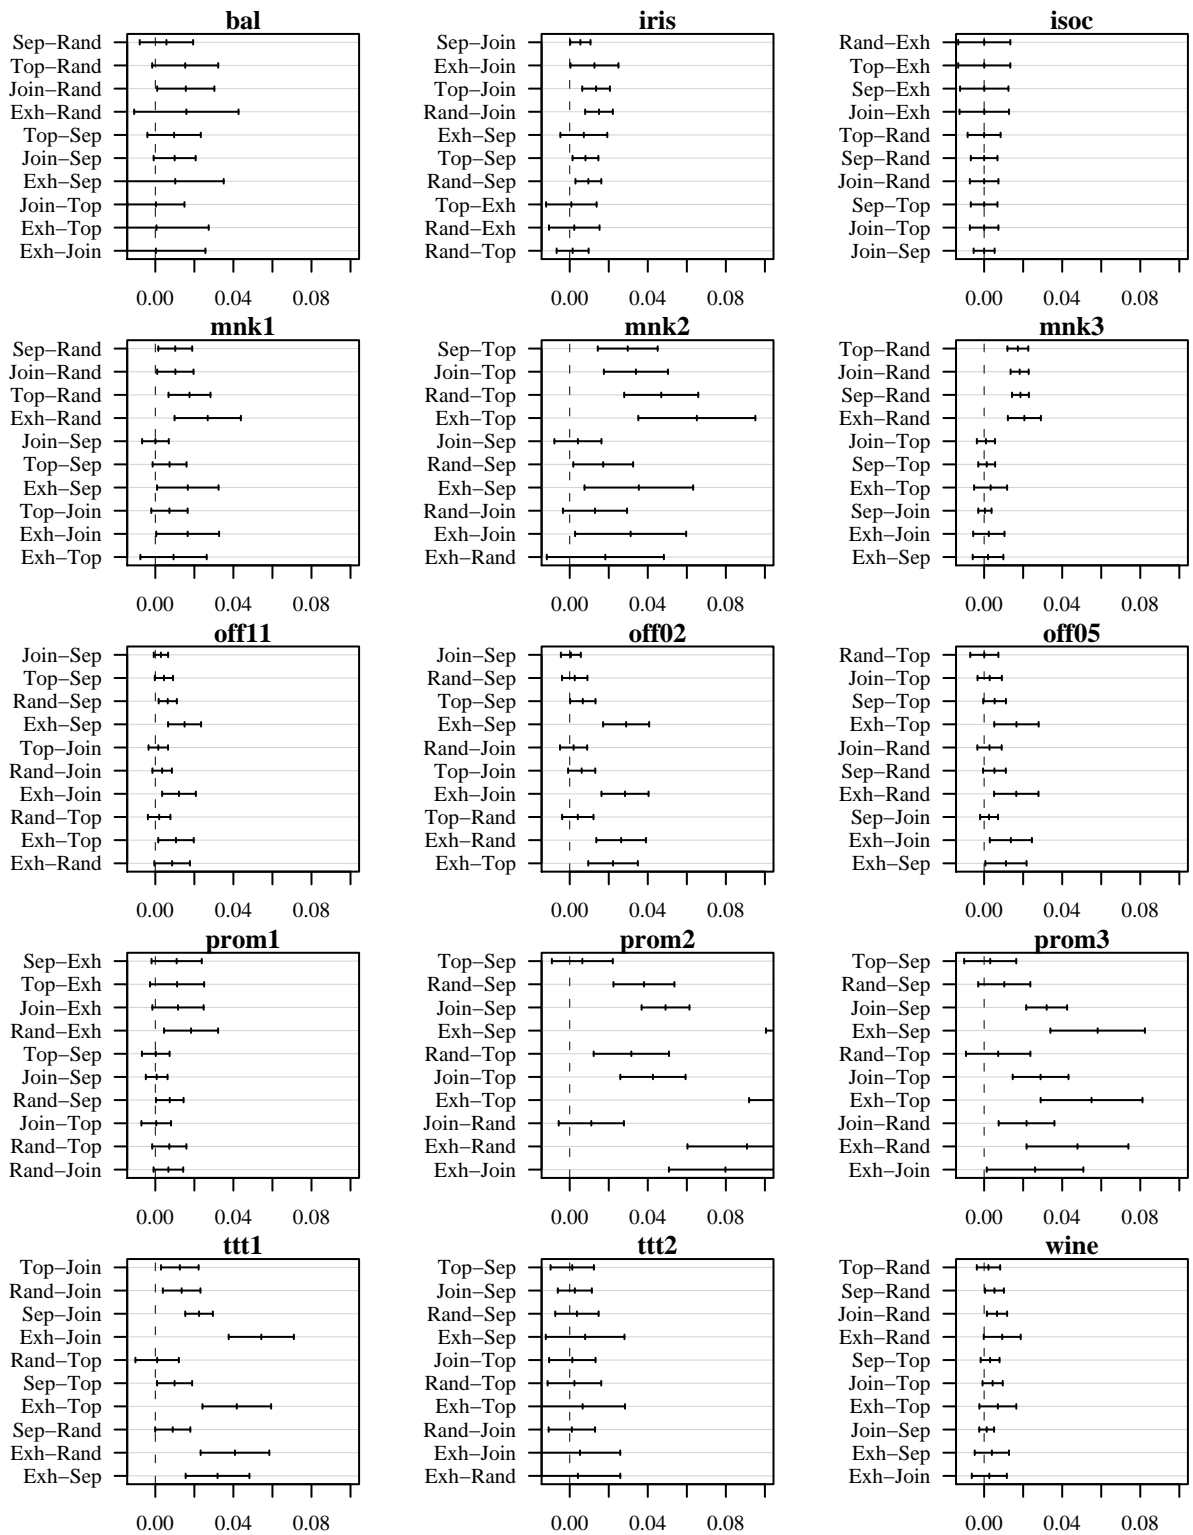 bal
Sep−Rand
Top−Rand
Join−Rand
Exh−Rand
Top−Sep
Join−Sep
Exh−Sep
Join−Top
Exh−Top
Exh−Join
0.00 0.04 0.08
iris
Sep−Join
Exh−Join
Top−Join
Rand−Join
Exh−Sep
Top−Sep
Rand−Sep
Top−Exh
Rand−Exh
Rand−Top
0.00 0.04 0.08
isoc
Rand−Exh
Top−Exh
Sep−Exh
Join−Exh
Top−Rand
Sep−Rand
Join−Rand
Sep−Top
Join−Top
Join−Sep
0.00 0.04 0.08
mnk1
Sep−Rand
Join−Rand
Top−Rand
Exh−Rand
Join−Sep
Top−Sep
Exh−Sep
Top−Join
Exh−Join
Exh−Top
0.00 0.04 0.08
mnk2
Sep−Top
Join−Top
Rand−Top
Exh−Top
Join−Sep
Rand−Sep
Exh−Sep
Rand−Join
Exh−Join
Exh−Rand
0.00 0.04 0.08
mnk3
Top−Rand
Join−Rand
Sep−Rand
Exh−Rand
Join−Top
Sep−Top
Exh−Top
Sep−Join
Exh−Join
Exh−Sep
0.00 0.04 0.08
off11
Join−Sep
Top−Sep
Rand−Sep
Exh−Sep
Top−Join
Rand−Join
Exh−Join
Rand−Top
Exh−Top
Exh−Rand
0.00 0.04 0.08
off02
Join−Sep
Rand−Sep
Top−Sep
Exh−Sep
Rand−Join
Top−Join
Exh−Join
Top−Rand
Exh−Rand
Exh−Top
0.00 0.04 0.08
off05
Rand−Top
Join−Top
Sep−Top
Exh−Top
Join−Rand
Sep−Rand
Exh−Rand
Sep−Join
Exh−Join
Exh−Sep
0.00 0.04 0.08
prom1
Sep−Exh
Top−Exh
Join−Exh
Rand−Exh
Top−Sep
Join−Sep
Rand−Sep
Join−Top
Rand−Top
Rand−Join
0.00 0.04 0.08
prom2
Top−Sep
Rand−Sep
Join−Sep
Exh−Sep
Rand−Top
Join−Top
Exh−Top
Join−Rand
Exh−Rand
Exh−Join
0.00 0.04 0.08
prom3
Top−Sep
Rand−Sep
Join−Sep
Exh−Sep
Rand−Top
Join−Top
Exh−Top
Join−Rand
Exh−Rand
Exh−Join
0.00 0.04 0.08
ttt1
Top−Join
Rand−Join
Sep−Join
Exh−Join
Rand−Top
Sep−Top
Exh−Top
Sep−Rand
Exh−Rand
Exh−Sep
0.00 0.04 0.08
ttt2
Top−Sep
Join−Sep
Rand−Sep
Exh−Sep
Join−Top
Rand−Top
Exh−Top
Rand−Join
Exh−Join
Exh−Rand
0.00 0.04 0.08
wine
Top−Rand
Sep−Rand
Join−Rand
Exh−Rand
Sep−Top
Join−Top
Exh−Top
Join−Sep
Exh−Sep
Exh−Join
0.00 0.04 0.08